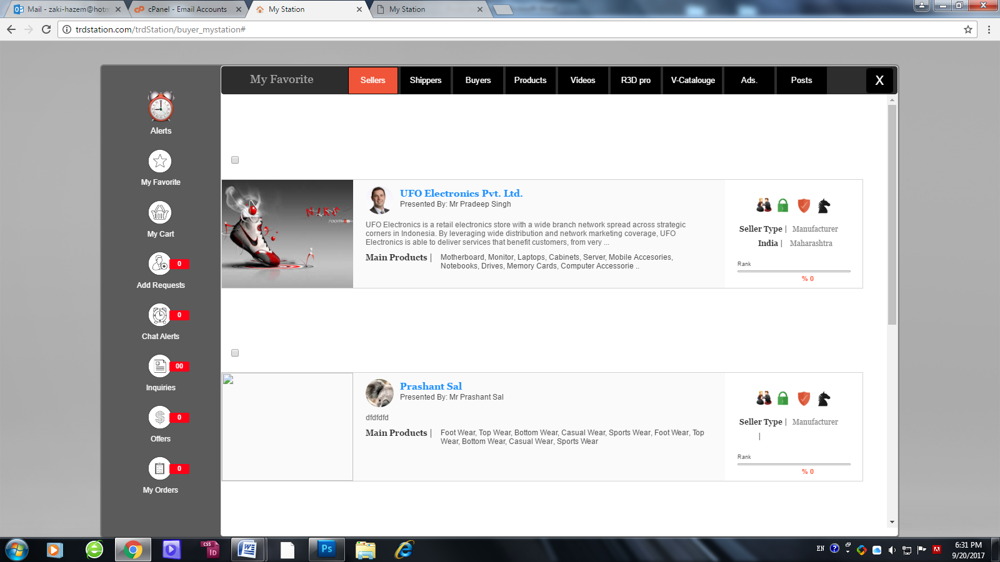 Mail - zaki-hazem@hotm
cPanel - Email Accounts
My Station
My Station
trdstation.com/trdStation/buyer_mystation#
My Favorite
Sellers
Shippers
Buyers
Products
Videos
R3D pro
V-Catalouge
Ads.
Posts
X
Alerts
My Favorite
My Cart
0
Add Requests
0
Chat Alerts
00
Inquiries
0
Offers
0
My Orders
UFO Electronics Pvt. Ltd.
Presented By: Mr Pradeep Singh
UFO Electronics is a retail electronics store with a wide branch network spread across strategic
corners in Indonesia. By leveraging wide distribution and network marketing coverage, UFO
Electronics is able to deliver services that benefit customers, from very ...
Main Products | Motherboard, Monitor, Laptops, Cabinets, Server, Mobile Accesories,
Notebooks, Drives, Memory Cards, Computer Accessorie ..
Seller Type | Manufacturer
India | Maharashtra
Rank
% 0
Prashant Sal
Presented By: Mr Prashant Sal
dfdfdfd
Main Products | Foot Wear, Top Wear, Bottom Wear, Casual Wear, Sports Wear, Foot Wear, Top
Wear, Bottom Wear, Casual Wear, Sports Wear
Seller Type | Manufacturer
|
Rank
% 0
CS5
ID
Ps
EN
6:31 PM
9/20/2017